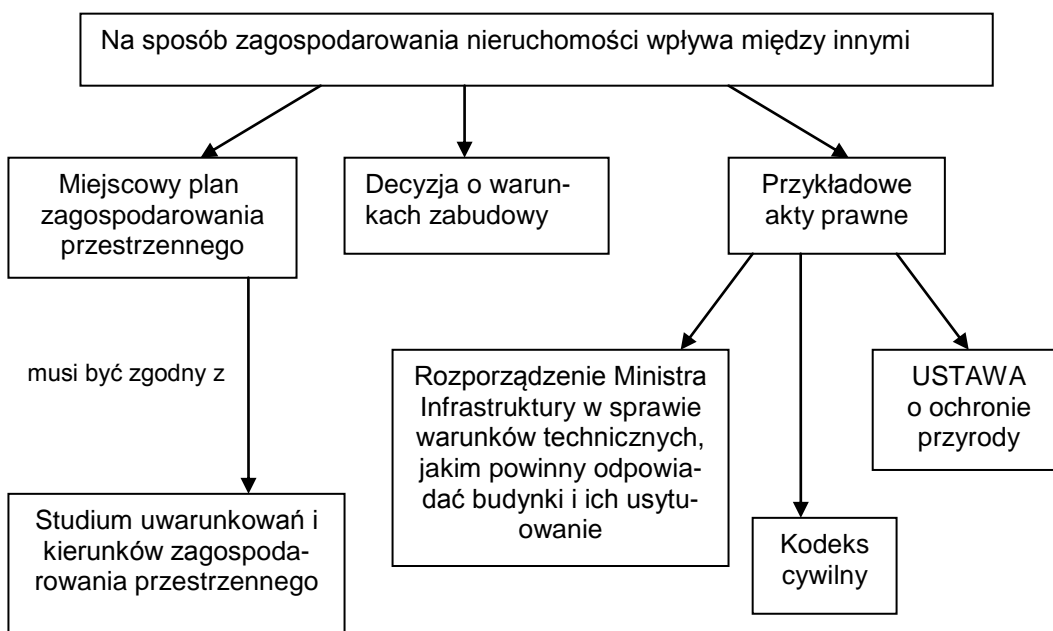 Na sposób zagospodarowania nieruchomości wpływa między innymi
Miejscowy plan
zagospodarowania
przestrzennego
Decyzja o warun-
kach zabudowy
Przykładowe
akty prawne
musi być zgodny z
Rozporządzenie Ministra
Infrastruktury w sprawie
warunków technicznych,
jakim powinny odpowia-
dać budynki i ich usytu-
owanie
USTAWA
o ochronie
przyrody
Studium uwarunkowań i
kierunków zagospoda-
rowania przestrzennego
Kodeks
cywilny